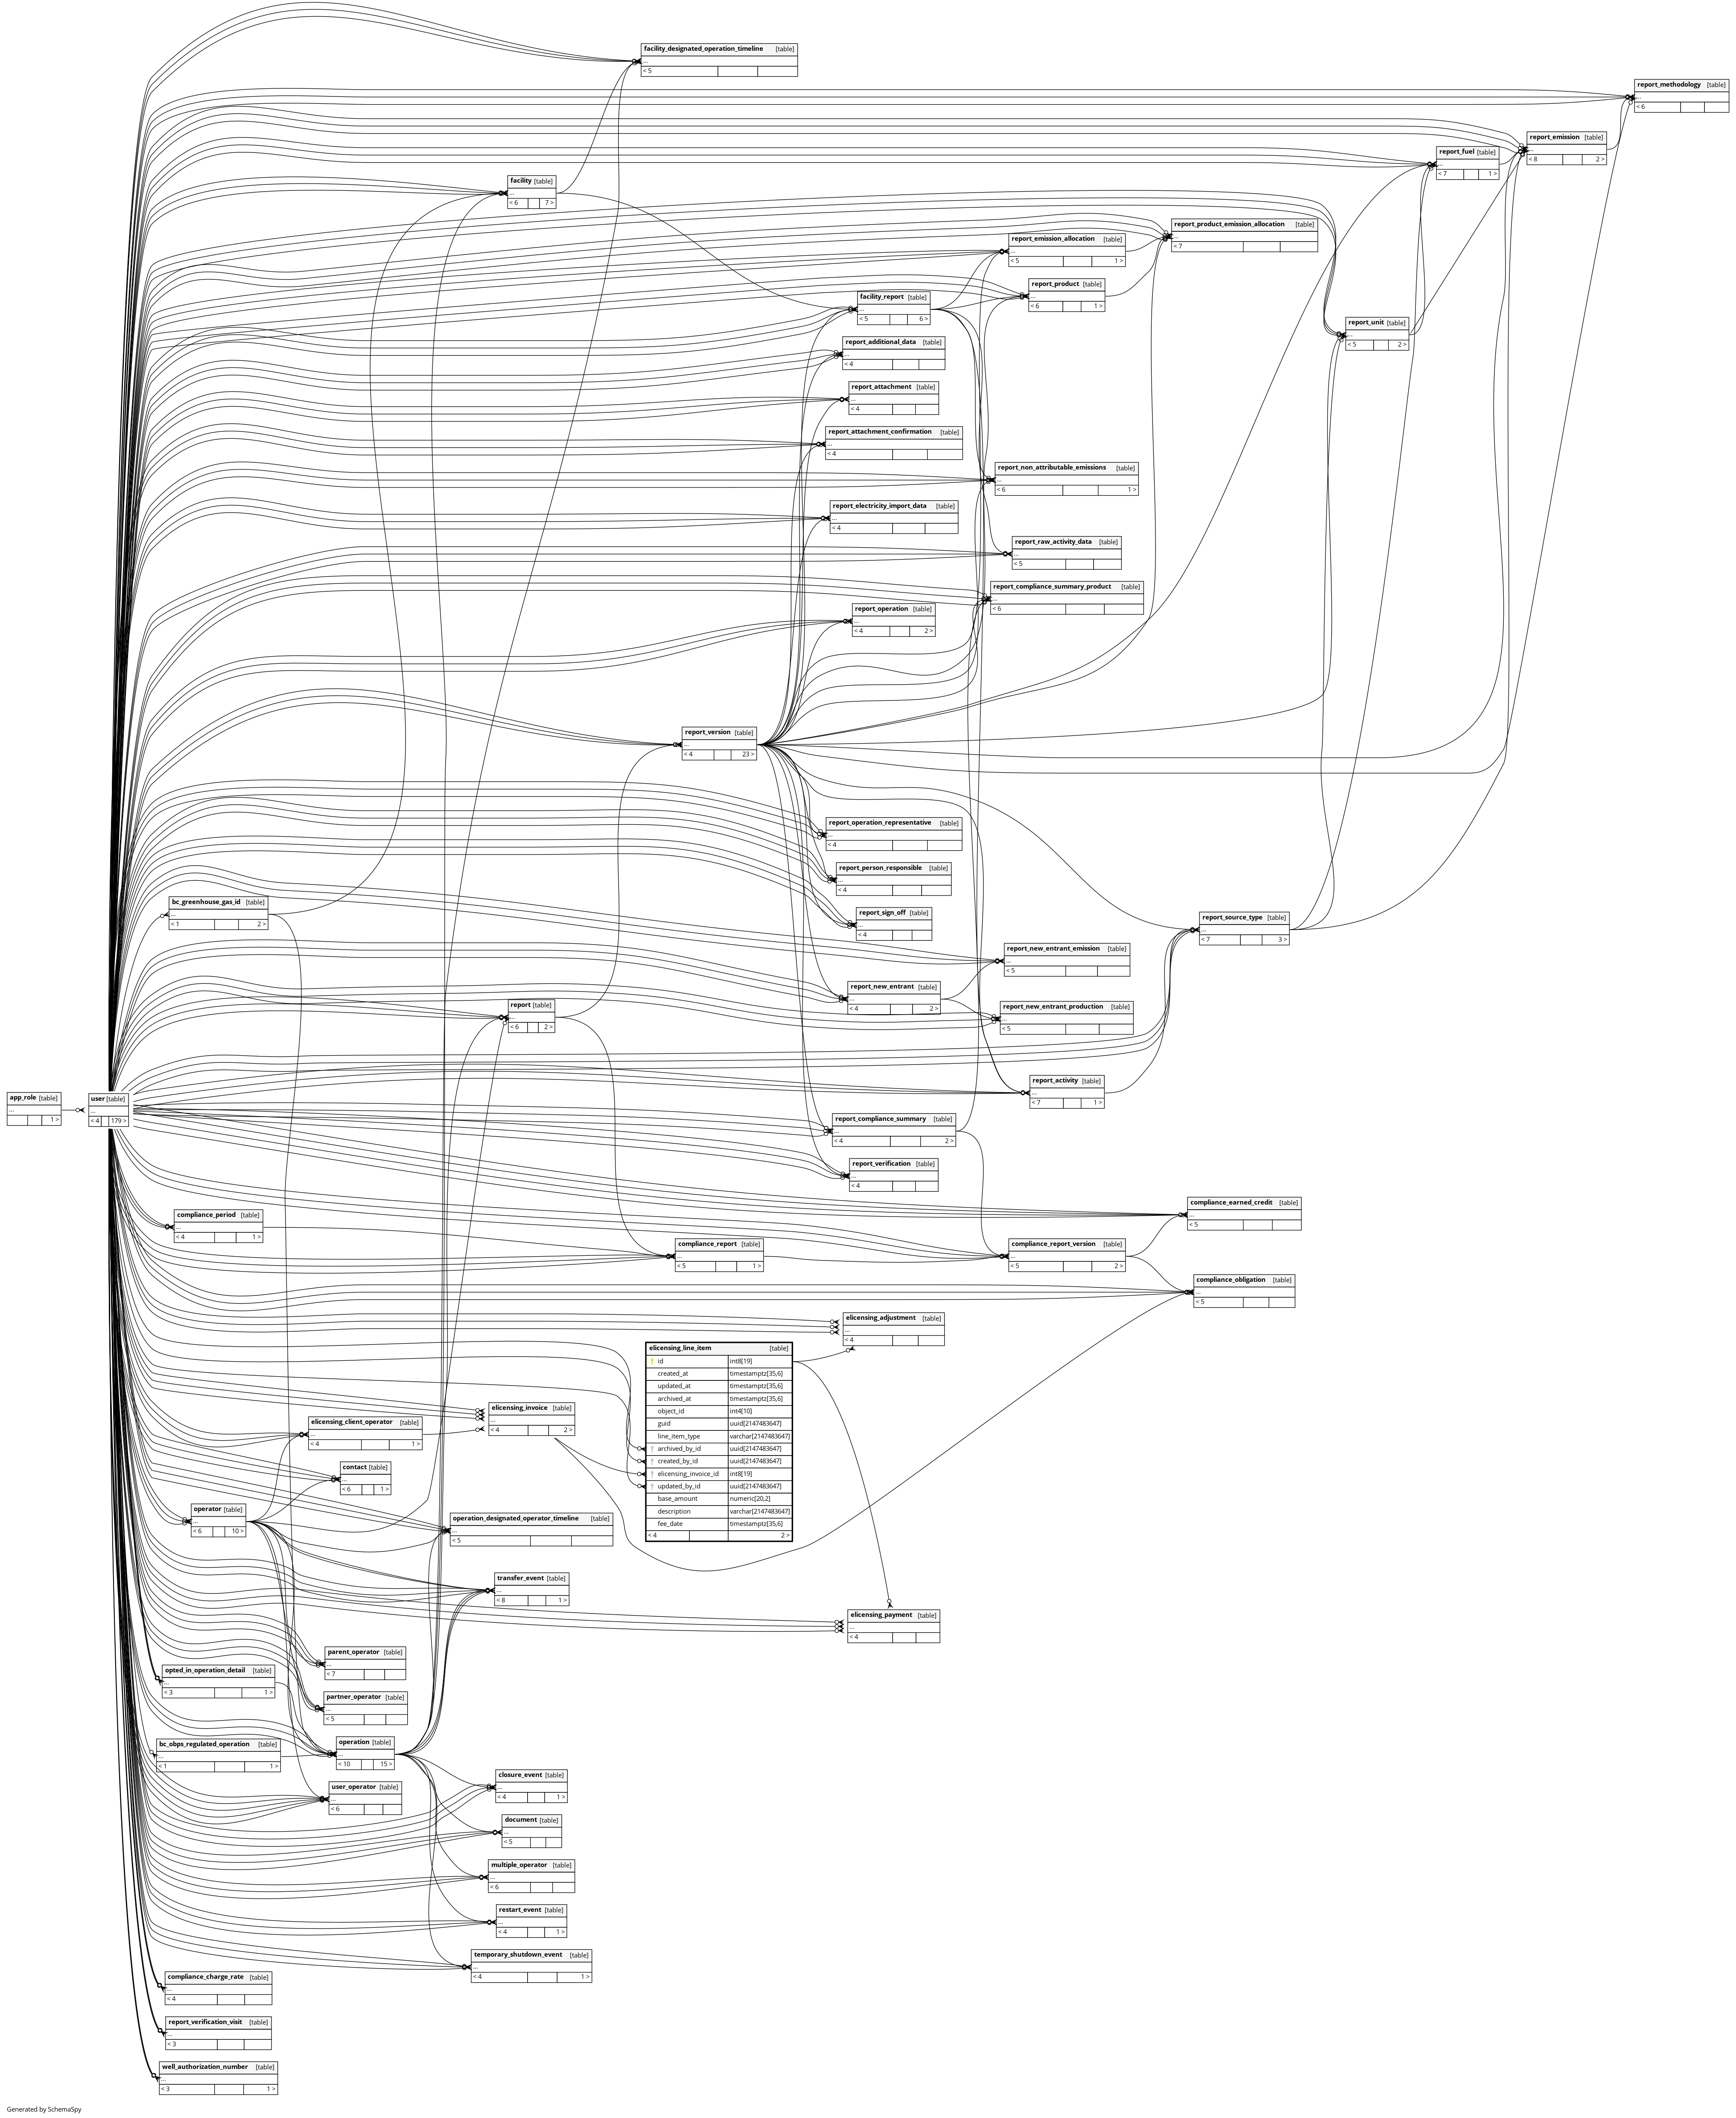 facility_designated_operation_timeline [table]
...
< 5
report_methodology [table]
...
< 6
report_emission [table]
...
< 8 2 >
report_fuel [table]
...
< 7 1 >
facility [table]
...
< 6 7 >
report_product_emission_allocation [table]
...
< 7
report_emission_allocation [table]
...
< 5 1 >
report_product [table]
...
< 6 1 >
facility_report [table]
...
< 5 6 >
report_unit [table]
...
< 5 2 >
report_additional_data [table]
...
< 4
report_attachment [table]
...
< 4
report_attachment_confirmation [table]
...
< 4
report_non_attributable_emissions [table]
...
< 6 1 >
report_electricity_import_data [table]
...
< 4
report_raw_activity_data [table]
...
< 5
report_compliance_summary_product [table]
...
< 6
report_operation [table]
...
< 4 2 >
report_version [table]
...
< 4 23 >
report_operation_representative [table]
...
< 4
report_person_responsible [table]
...
< 4
bc_greenhouse_gas_id [table]
...
< 1 2 >
report_sign_off [table]
...
< 4
report_source_type [table]
...
< 7 3 >
report_new_entrant_emission [table]
...
< 5
report_new_entrant [table]
...
< 4 2 >
report [table]
...
< 6 2 >
report_new_entrant_production [table]
...
< 5
report_activity [table]
...
< 7 1 >
app_role [table]
...
1 >
user [table]
...
< 4 179 >
report_compliance_summary [table]
...
< 4 2 >
report_verification [table]
...
< 4
compliance_earned_credit [table]
...
< 5
compliance_period [table]
...
< 4 1 >
compliance_report [table]
...
< 5 1 >
compliance_report_version [table]
...
< 5 2 >
compliance_obligation [table]
...
< 5
elicensing_adjustment [table]
...
< 4
elicensing_line_item [table]
id int8[19]
created_at timestamptz[35,6]
updated_at timestamptz[35,6]
archived_at timestamptz[35,6]
object_id int4[10]
guid uuid[2147483647]
line_item_type varchar[2147483647]
archived_by_id uuid[2147483647]
created_by_id uuid[2147483647]
elicensing_invoice_id int8[19]
updated_by_id uuid[2147483647]
base_amount numeric[20,2]
description varchar[2147483647]
fee_date timestamptz[35,6]
< 4 2 >
elicensing_invoice [table]
...
< 4 2 >
elicensing_client_operator [table]
...
< 4 1 >
contact [table]
...
< 6 1 >
operator [table]
...
< 6 10 >
operation_designated_operator_timeline [table]
...
< 5
transfer_event [table]
...
< 8 1 >
elicensing_payment [table]
...
< 4
parent_operator [table]
...
< 7
opted_in_operation_detail [table]
...
< 3 1 >
partner_operator [table]
...
< 5
operation [table]
...
< 10 15 >
bc_obps_regulated_operation [table]
...
< 1 1 >
closure_event [table]
...
< 4 1 >
user_operator [table]
...
< 6
document [table]
...
< 5
multiple_operator [table]
...
< 6
restart_event [table]
...
< 4 1 >
temporary_shutdown_event [table]
...
< 4 1 >
compliance_charge_rate [table]
...
< 4
report_verification_visit [table]
...
< 3
well_authorization_number [table]
...
< 3 1 >
Generated by SchemaSpy